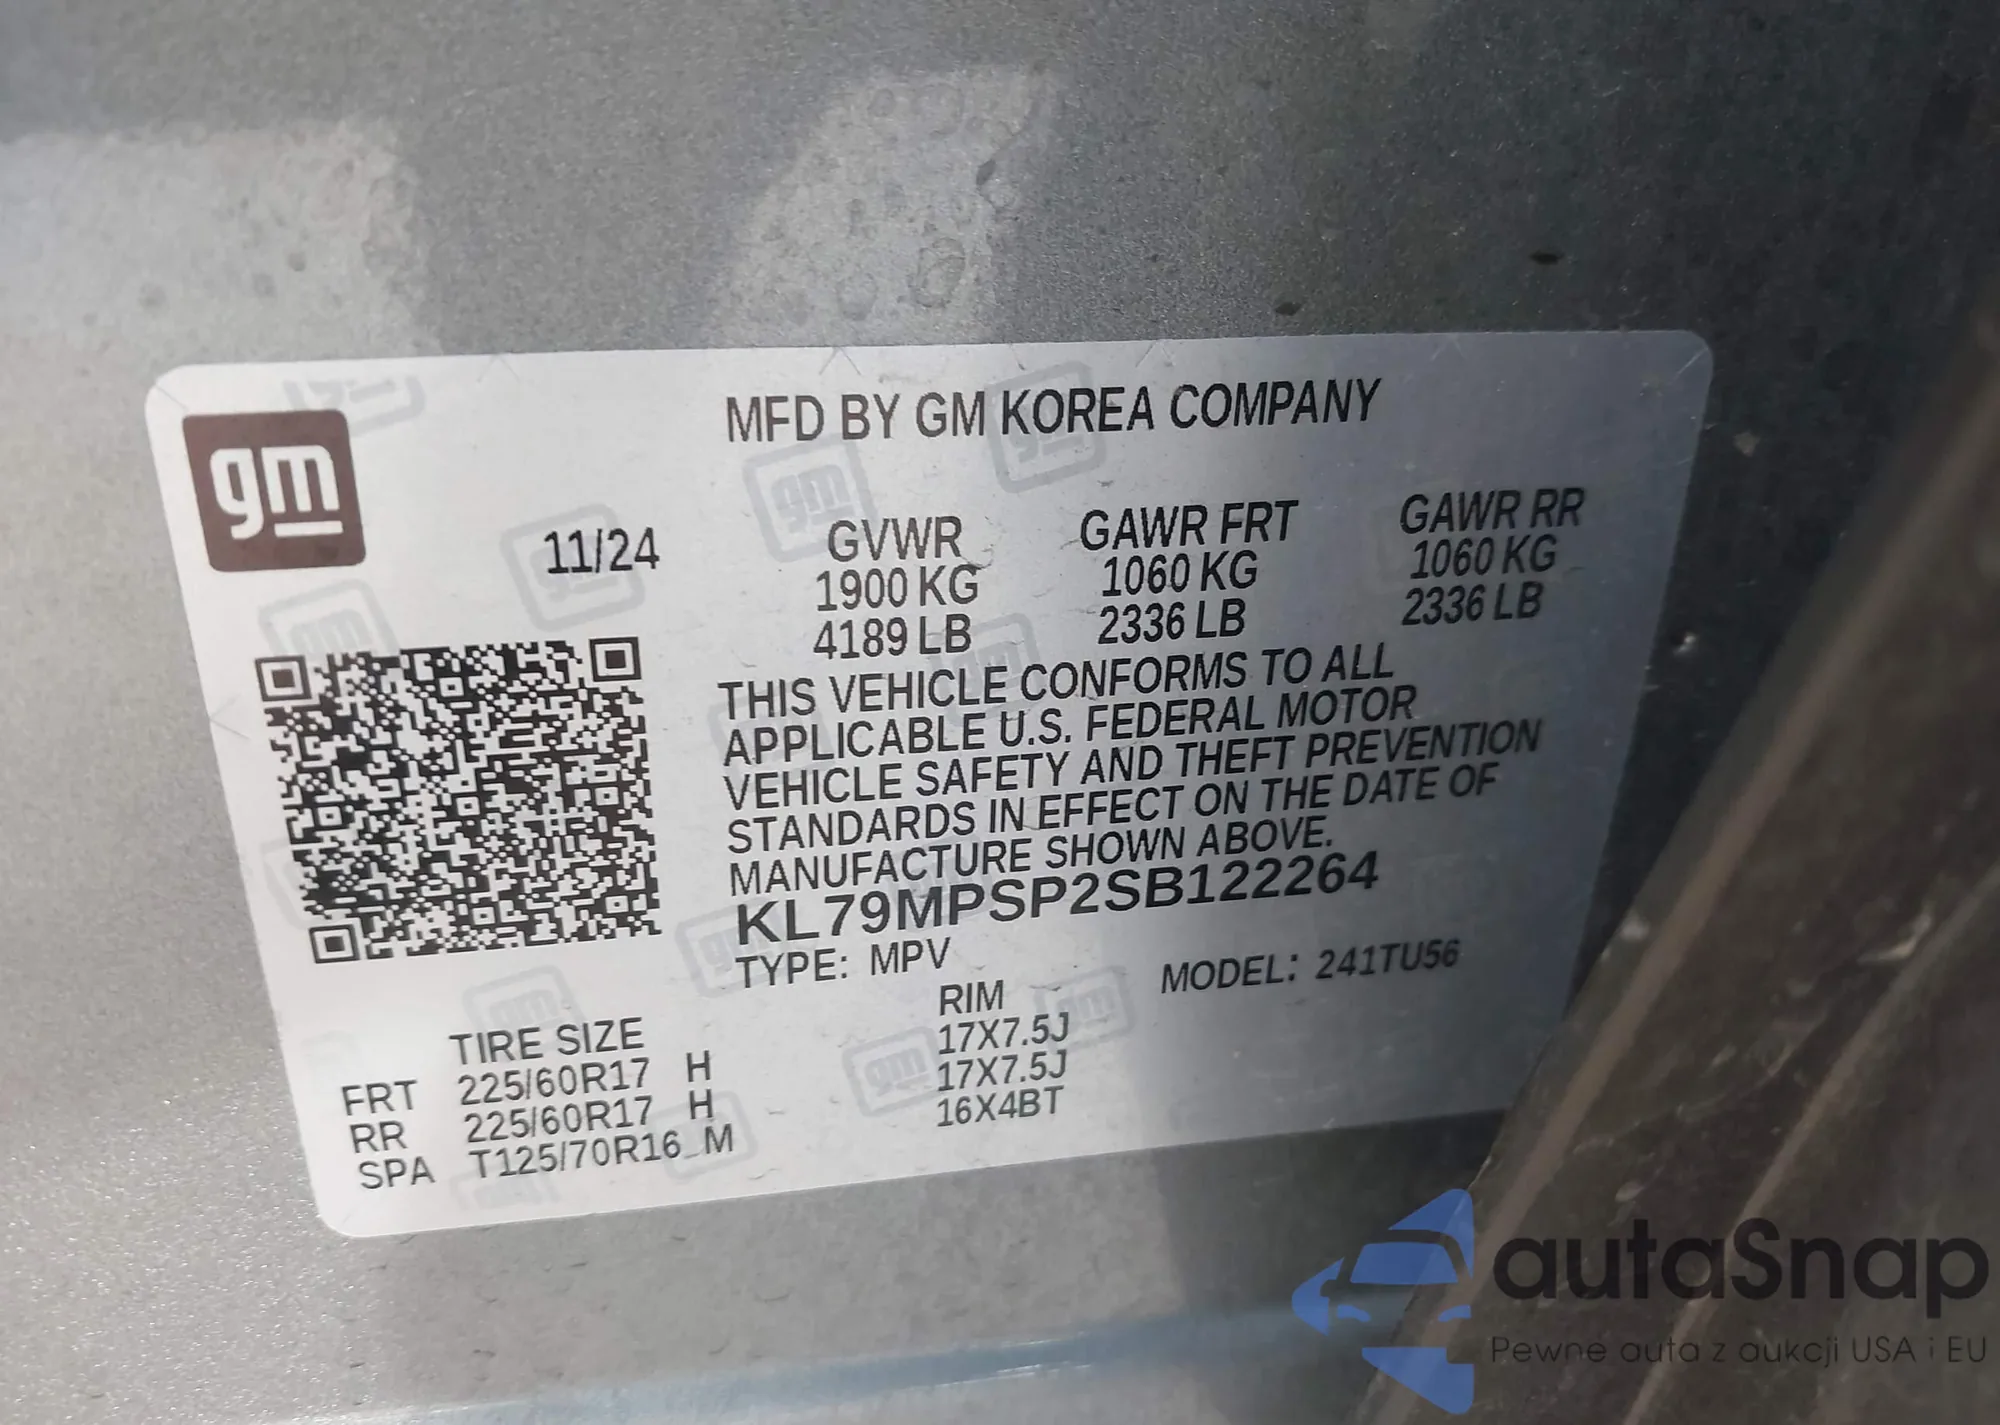 gm
MFD BY GM KOREA COMPANY
11/24
GVWR GAWR FRT GAWR RR
1900 KG 1060 KG 1060 KG
4189 LB 2336 LB 2336 LB
THIS VEHICLE CONFORMS TO ALL
APPLICABLE U.S. FEDERAL MOTOR
VEHICLE SAFETY AND THEFT PREVENTION
STANDARDS IN EFFECT ON THE DATE OF
MANUFACTURE SHOWN ABOVE.
KL79MPSP2SB122264
TYPE: MPV MODEL: 241TU56
TIRE SIZE RIM
FRT 225/60R17 H 17X7.5J
RR 225/60R17 H 17X7.5J
SPA T125/70R16 M 16X4BT
autaSnap
Pewne auta z aukcji USA i EU